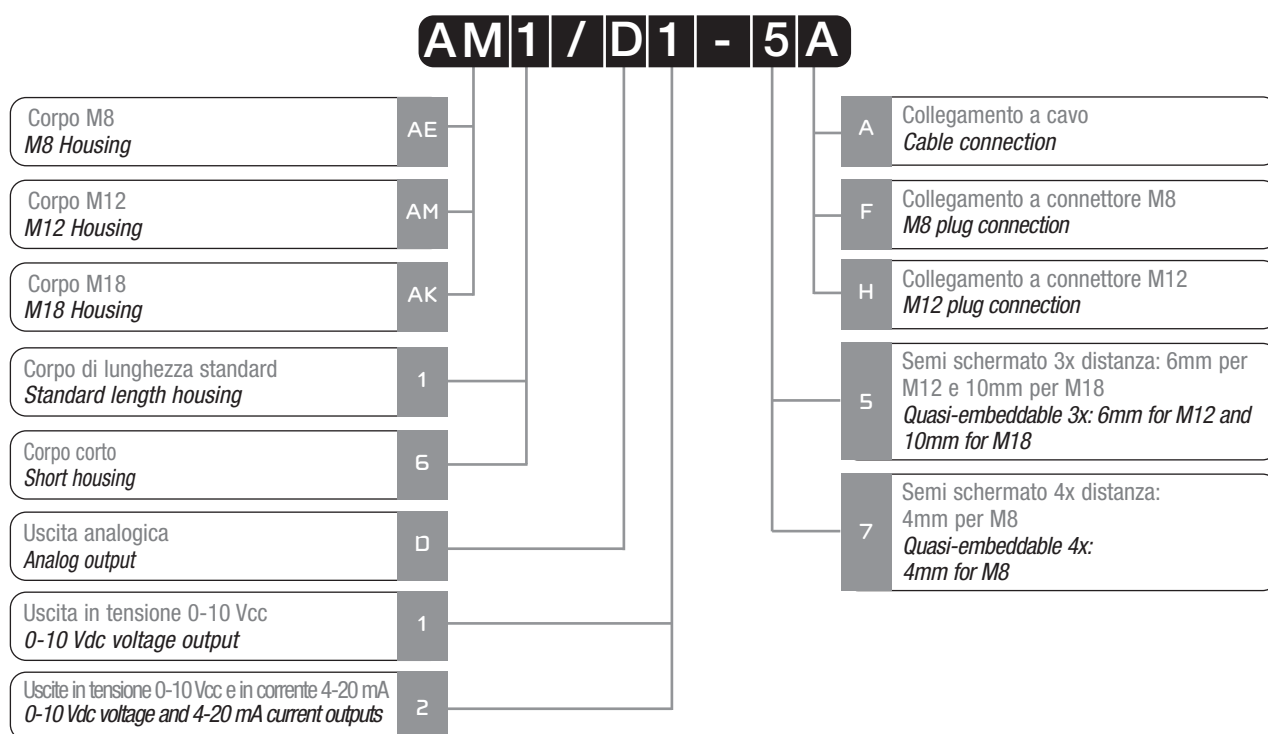 AM1/D1-5A
Corpo M8
M8 Housing
AE
Corpo M12
M12 Housing
AM
Corpo M18
M18 Housing
AK
Corpo di lunghezza standard
Standard length housing
1
Corpo corto
Short housing
6
Uscita analogica
Analog output
D
Uscita in tensione 0-10 Vcc
0-10 Vdc voltage output
1
Uscite in tensione 0-10 Vcc e in corrente 4-20 mA
0-10 Vdc voltage and 4-20 mA current outputs
2
A
Collegamento a cavo
Cable connection
F
Collegamento a connettore M8
M8 plug connection
H
Collegamento a connettore M12
M12 plug connection
5
Semi schermato 3x distanza: 6mm per
M12 e 10mm per M18
Quasi-embeddable 3x: 6mm for M12 and
10mm for M18
7
Semi schermato 4x distanza:
4mm per M8
Quasi-embeddable 4x:
4mm for M8